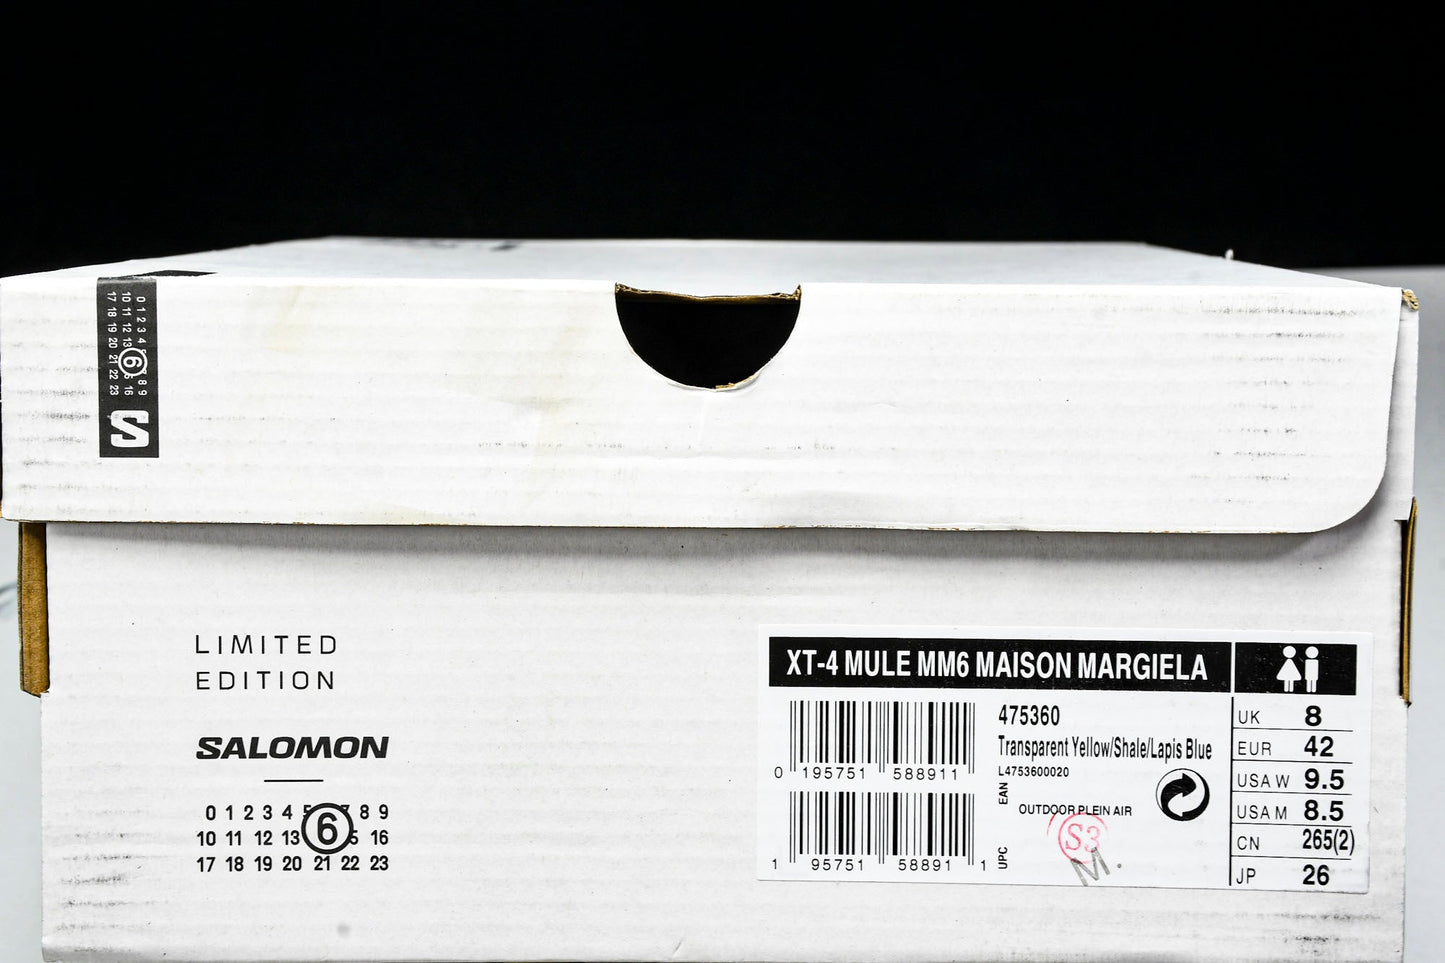 0 1 2 3 4 7 8 9
10 11 12 13 6 16
17 18 19 20 21 22 23
S
LIMITED
EDITION
SALOMON
0 1 2 3 4 5 7 8 9
10 11 12 13 6 5 16
17 18 19 20 21 22 23
XT-4 MULE MM6 MAISON MARGIELA
475360
Transparent Yellow/Shale/Lapis Blue
L4753600020
0 195751 588911
EAN
OUTDOOR PLEIN AIR
S3
M.
1 95751 58891 1
UPC
UK 8
EUR 42
USA W 9.5
USA M 8.5
CN 265(2)
JP 26